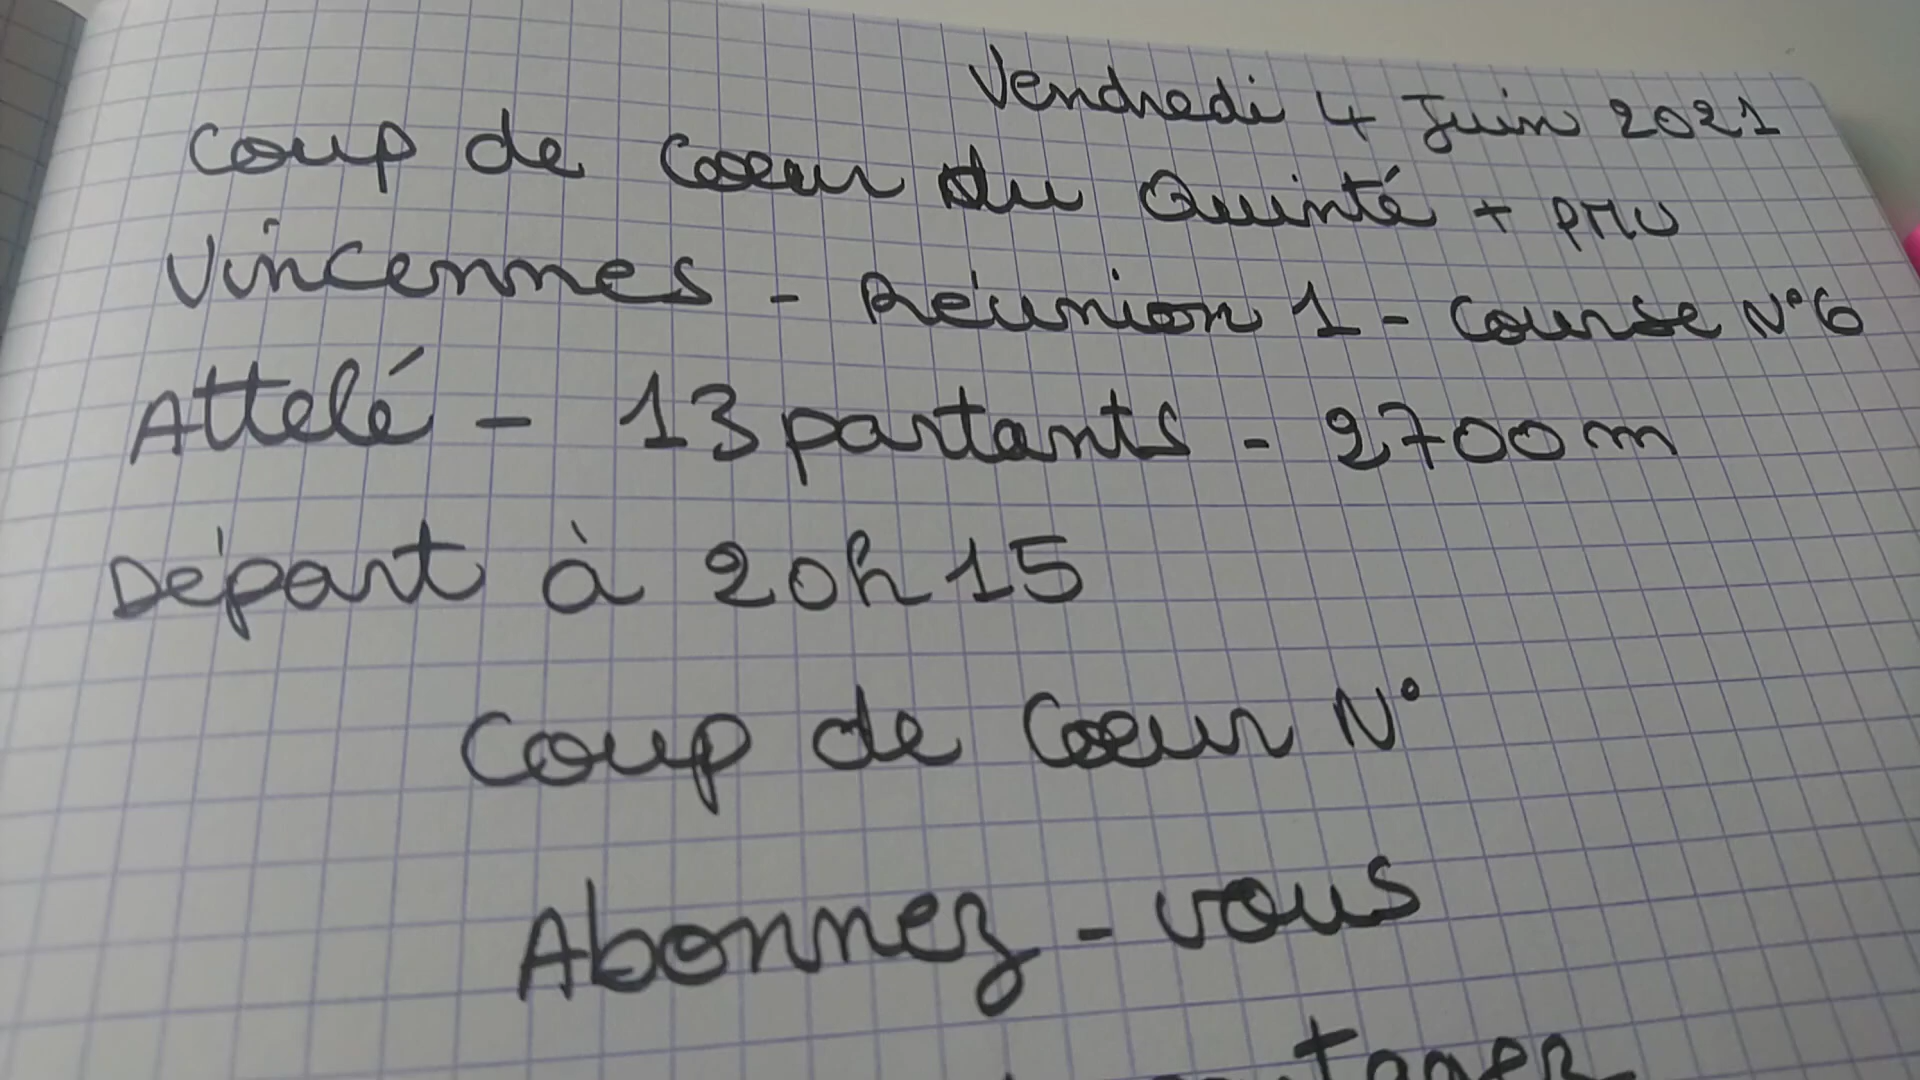 Vendredi 4 Juin 2021
Coup de Coeur du Quinté + PMU
Vincennes - Réunion 1 - Course N°6
Attelé - 13 partants - 2700 m
Départ à 20h15
Coup de Coeur N°
Abonnez-vous